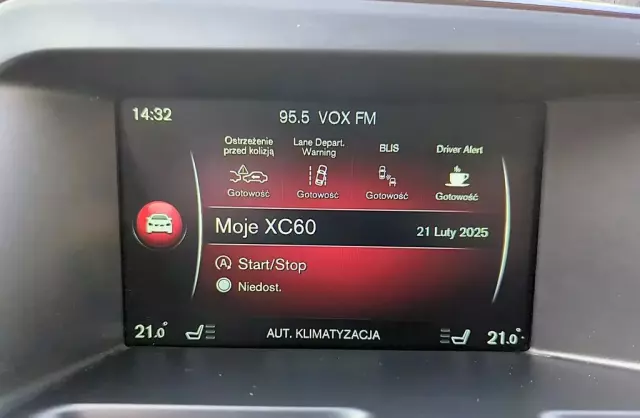 14:32
95.5 VOX FM
Ostrzeżenie
przed kolizją
Gotowość
Lane Depart.
Warning
Gotowość
BLIS
Gotowość
Driver Alert
Gotowość
Moje XC60
21 Luty 2025
A Start/Stop
Niedost.
21.0°
AUT. KLIMATYZACJA
21.0°